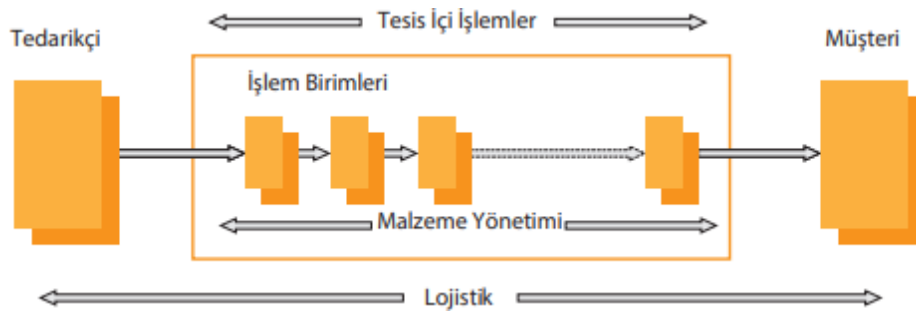 Tesis İçi İşlemler
Tedarikçi
Müşteri
İşlem Birimleri
Malzeme Yönetimi
Lojistik